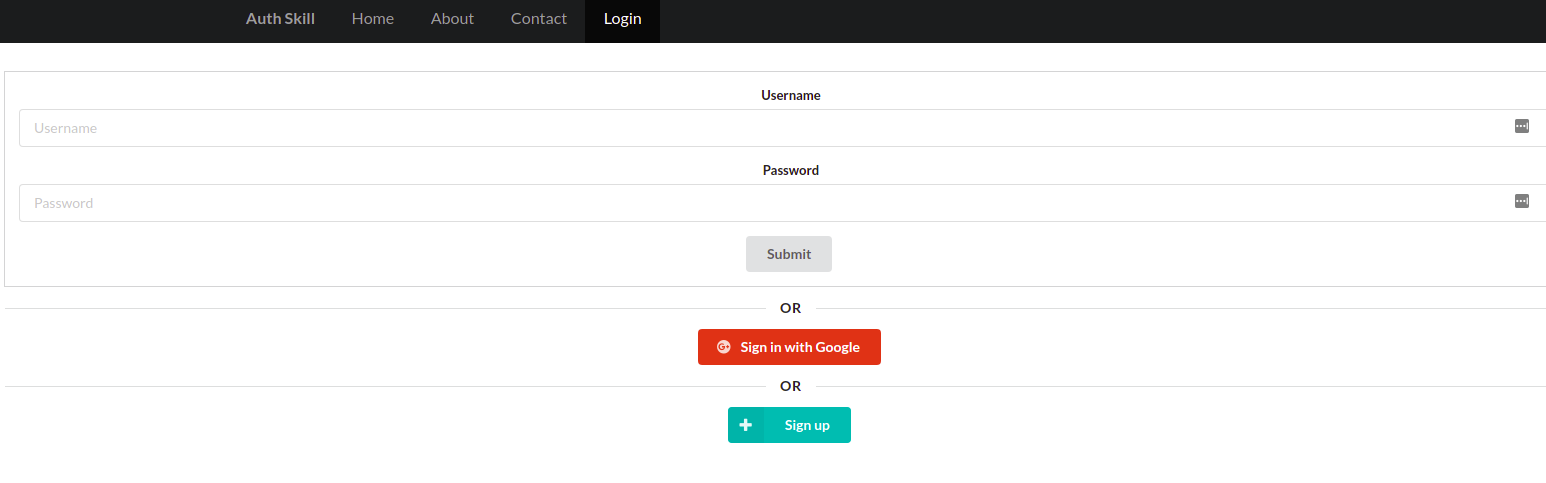 Auth Skill Home About Contact Login
Username
Username
Password
Password
Submit
OR
G+ Sign in with Google
OR
Sign up